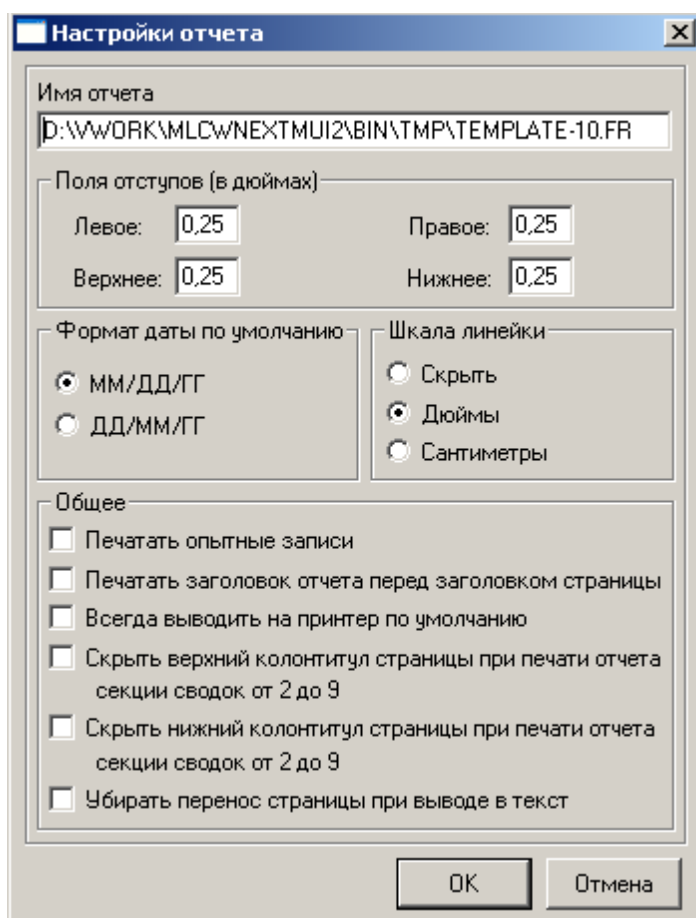 Настройки отчета
Имя отчета
D:\VWORK\MLCWNEXTMUI2\BIN\TMP\TEMPLATE-10.FR
Поля отступов (в дюймах)
Левое: 0,25 Правое: 0,25
Верхнее: 0,25 Нижнее: 0,25
Формат даты по умолчанию
ММ/ДД/ГГ
ДД/ММ/ГГ
Шкала линейки
Скрыть
Дюймы
Сантиметры
Общее
Печатать опытные записи
Печатать заголовок отчета перед заголовком страницы
Всегда выводить на принтер по умолчанию
Скрыть верхний колонтитул страницы при печати отчета
секции сводок от 2 до 9
Скрыть нижний колонтитул страницы при печати отчета
секции сводок от 2 до 9
Убирать перенос страницы при выводе в текст
OK Отмена